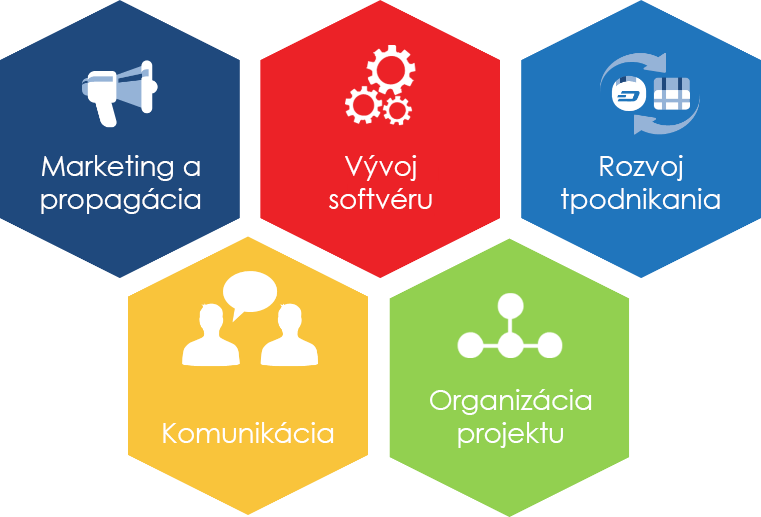 Marketing a
propagácia
Vývoj
softvéru
Rozvoj
tpodnikania
Komunikácia
Organizácia
projektu